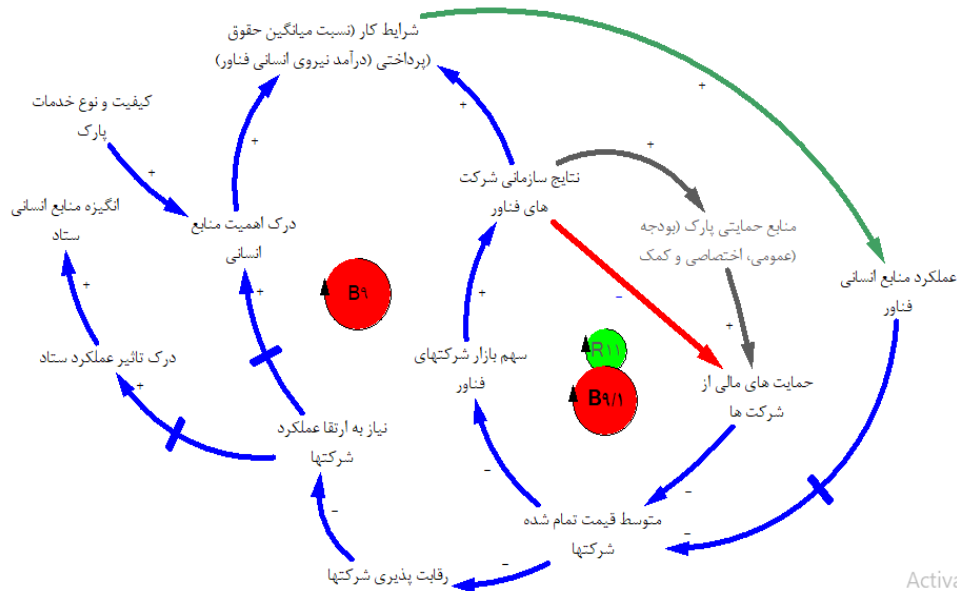 شرایط کار (نسبت میانگین حقوق
پرداختی (درآمد نیروی انسانی فناور)
+
+
+
کیفیت و نوع خدمات
پارک
+
+
+
نتایج سازمانی شرکت
های فناور
انگیزه منابع انسانی
ستاد
درک اهمیت منابع
انسانی
منابع حمایتی پارک (بودجه
(عمومی، اختصاصی و کمک
عملکرد منابع انسانی
فناور
B۹
+
+
+
-
+
R۱۱
B۹/۱
درک تاثیر عملکرد ستاد
سهم بازار شرکتهای
فناور
حمایت های مالی از
شرکت ها
+
نیاز به ارتقا عملکرد
شرکتها
-
-
-
متوسط قیمت تمام شده
شرکتها
-
-
رقابت پذیری شرکتها
Activa